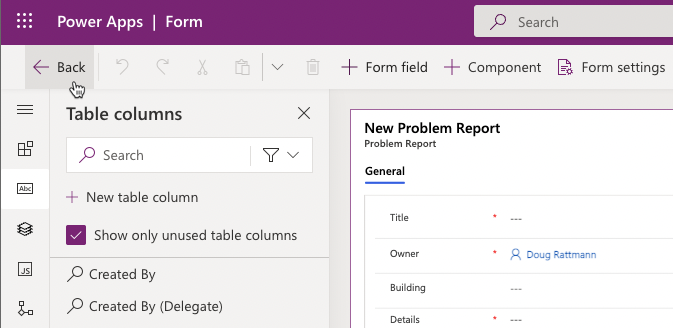 Power Apps | Form
Search
Back
Form field
Component
Form settings
Table columns
Search
New table column
Show only unused table columns
Created By
Created By (Delegate)
Abc
JS
New Problem Report
Problem Report
General
Title * ---
Owner * Doug Rattmann
Building ---
Details * ---